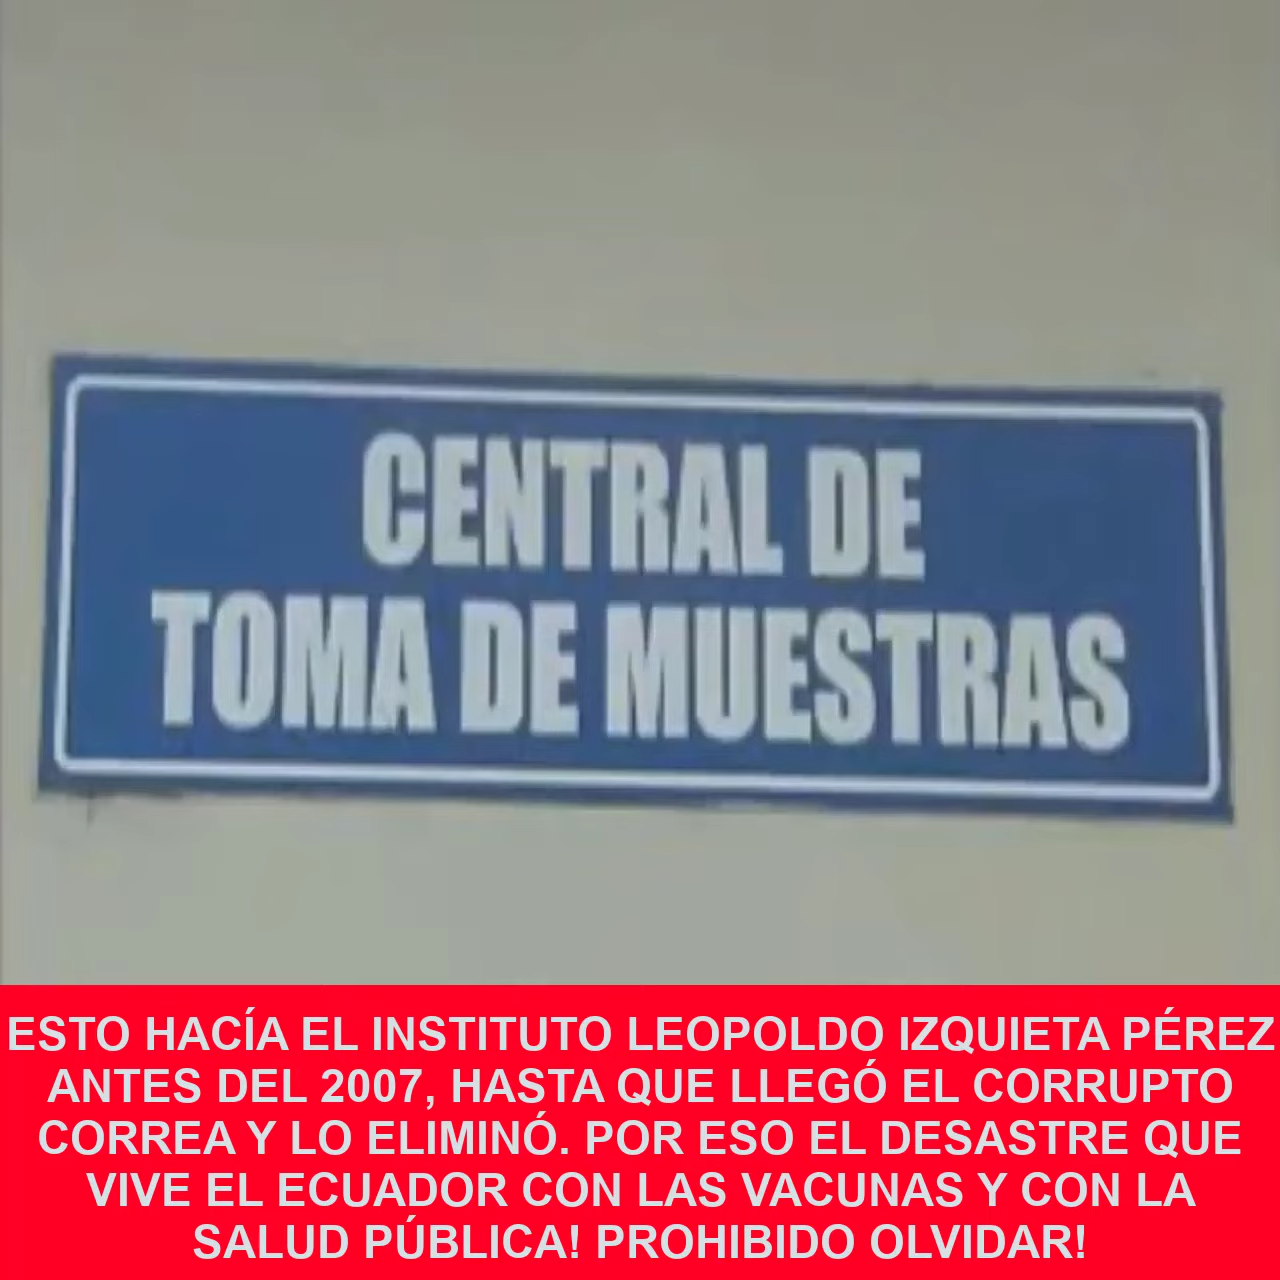 CENTRAL DE
TOMA DE MUESTRAS
ESTO HACÍA EL INSTITUTO LEOPOLDO IZQUIETA PÉREZ
ANTES DEL 2007, HASTA QUE LLEGÓ EL CORRUPTO
CORREA Y LO ELIMINÓ. POR ESO EL DESASTRE QUE
VIVE EL ECUADOR CON LAS VACUNAS Y CON LA
SALUD PÚBLICA! PROHIBIDO OLVIDAR!